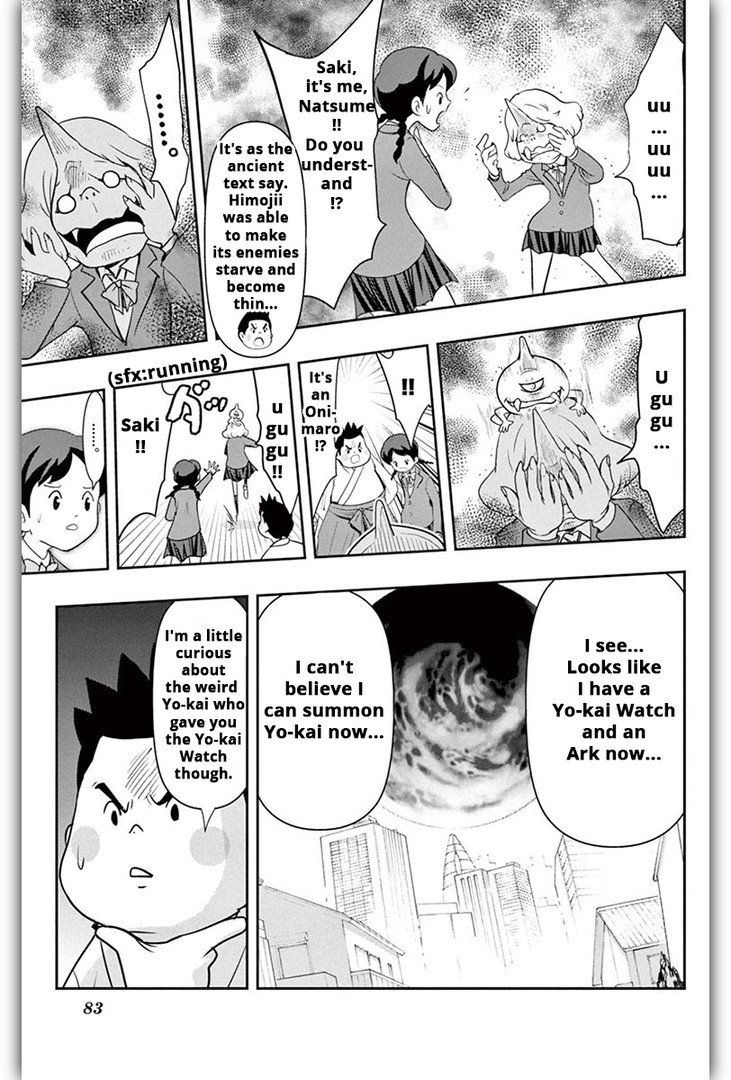 uu
...
uu
uu
...
Saki,
it's me,
Natsume
!!
Do you
underst-
and
!?
It's as the
ancient
text say.
Himojii
was able
to make
its enemies
starve and
become
thin...
......
U
gu
gu
...
!!
It's
an
Oni-
maro
!?
(sfx:running)
ダッ
u
gu
gu
!!
Saki
!!
......
I see...
Looks like
I have a
Yo-kai Watch
and an
Ark now...
I can't
believe I
can summon
Yo-kai now...
I'm a little
curious
about
the weird
Yo-kai who
gave you
the Yo-kai
Watch
though.
83